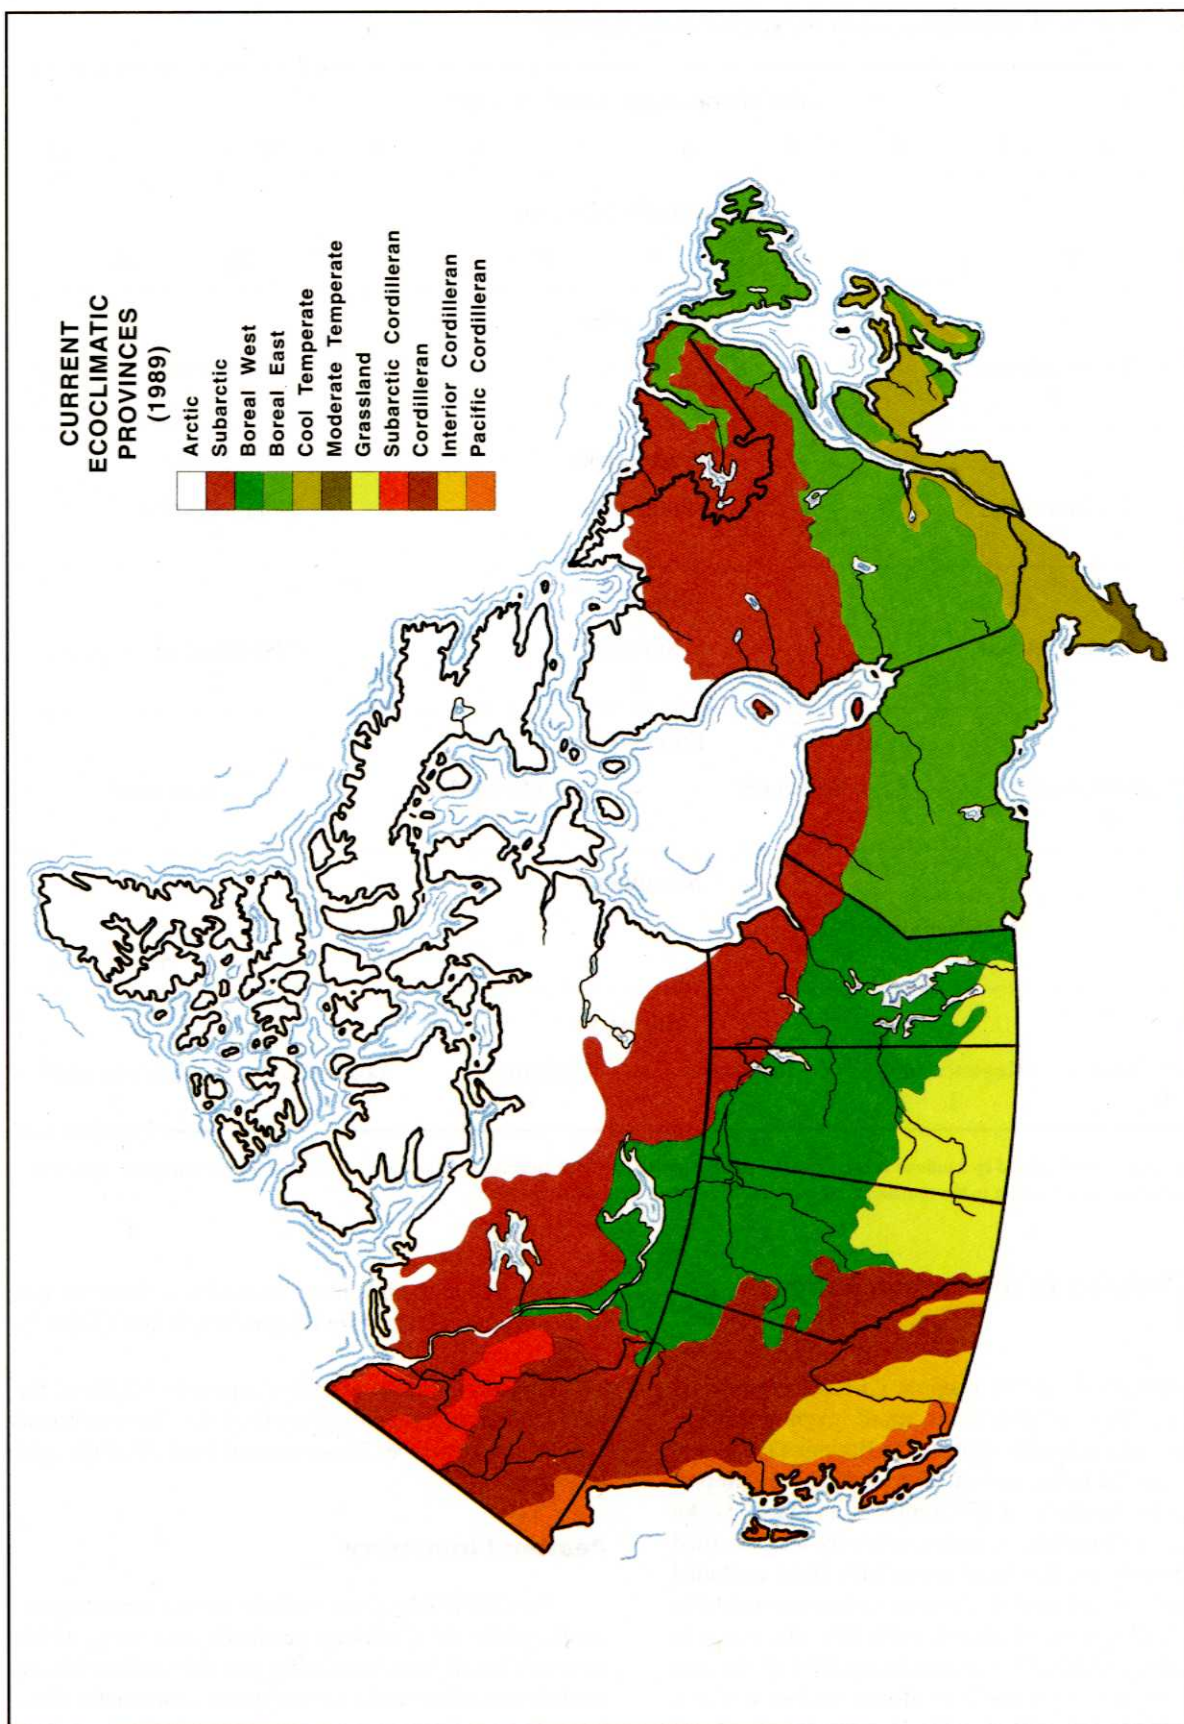 CURRENT
ECOCLIMATIC
PROVINCES
(1989)
Arctic
Subarctic
Boreal West
Boreal East
Cool Temperate
Moderate Temperate
Grassland
Subarctic Cordilleran
Cordilleran
Interior Cordilleran
Pacific Cordilleran